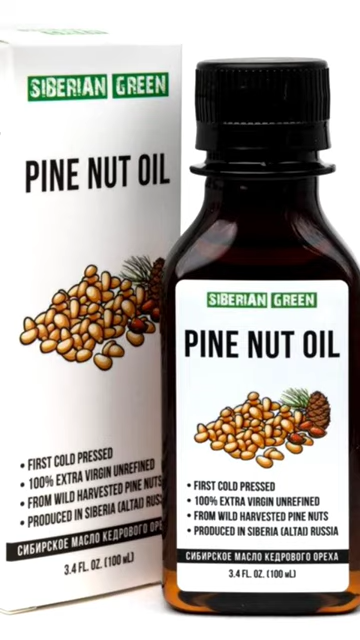 SIBERIAN GREEN
PINE NUT OIL
• FIRST COLD PRESSED
• 100% EXTRA VIRGIN UNREFINED
• FROM WILD HARVESTED PINE NUTS
• PRODUCED IN SIBERIA (ALTAI) RUSS
СИБИРСКОЕ МАСЛО КЕДРОВОГО ОРЕ
3.4 FL. OZ. (100 mL)
SIBERIAN GREEN
PINE NUT OIL
• FIRST COLD PRESSED
• 100% EXTRA VIRGIN UNREFINED
• FROM WILD HARVESTED PINE NUTS
• PRODUCED IN SIBERIA (ALTAI) RUSSIA
СИБИРСКОЕ МАСЛО КЕДРОВОГО ОРЕХА
3.4 FL. OZ. (100 mL)